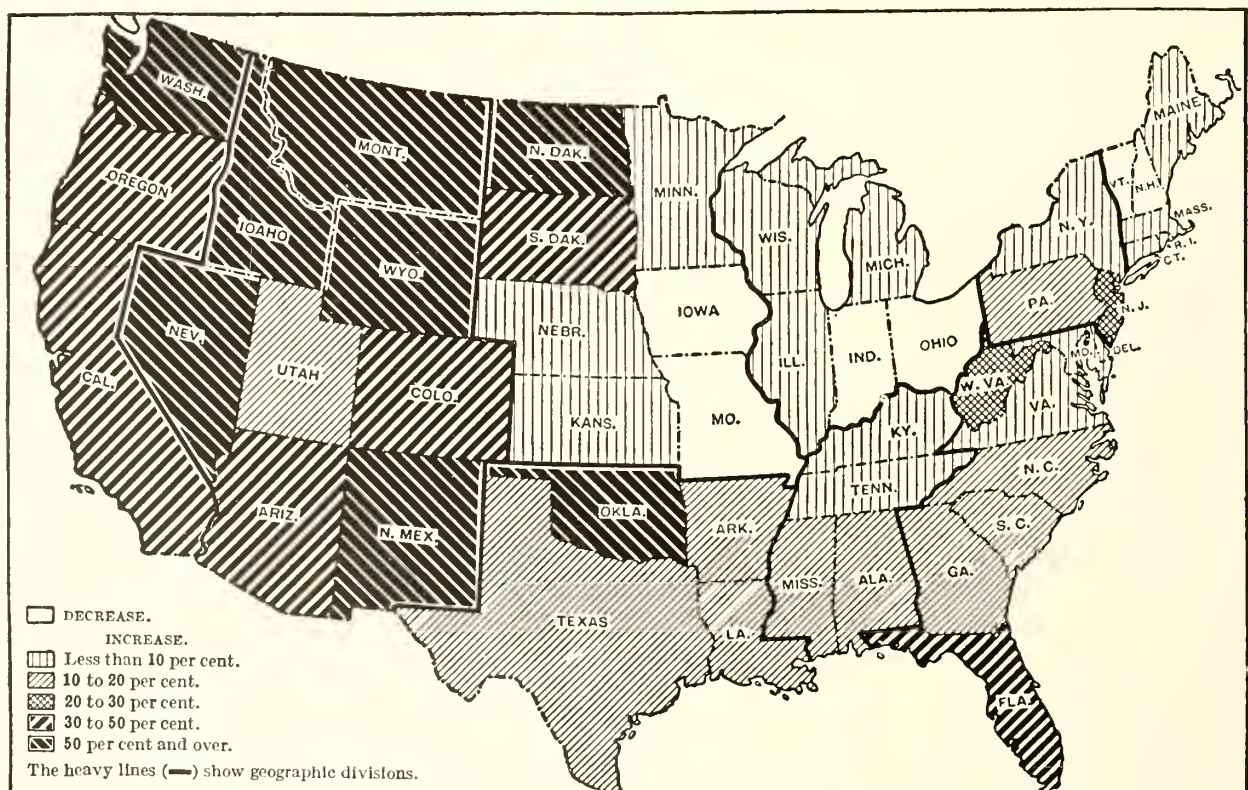 WASH.
MONT.
N. DAK.
MINN.
MAINE
OREGON
IDAHO
S. DAK.
WIS.
MICH.
N. Y.
VT.
N.H.
MASS.
R. I.
CT.
WYO.
NEV.
UTAH
COLO.
NEBR.
IOWA
ILL.
IND.
OHIO
PA.
N. J.
CAL.
KANS.
MO.
KY.
W. VA.
VA.
MD.
DEL.
ARIZ.
N. MEX.
OKLA.
ARK.
TENN.
N. C.
S. C.
TEXAS
LA.
MISS.
ALA.
GA.
FLA.
DECREASE.
INCREASE.
Less than 10 per cent.
10 to 20 per cent.
20 to 30 per cent.
30 to 50 per cent.
50 per cent and over.
The heavy lines (━) show geographic divisions.